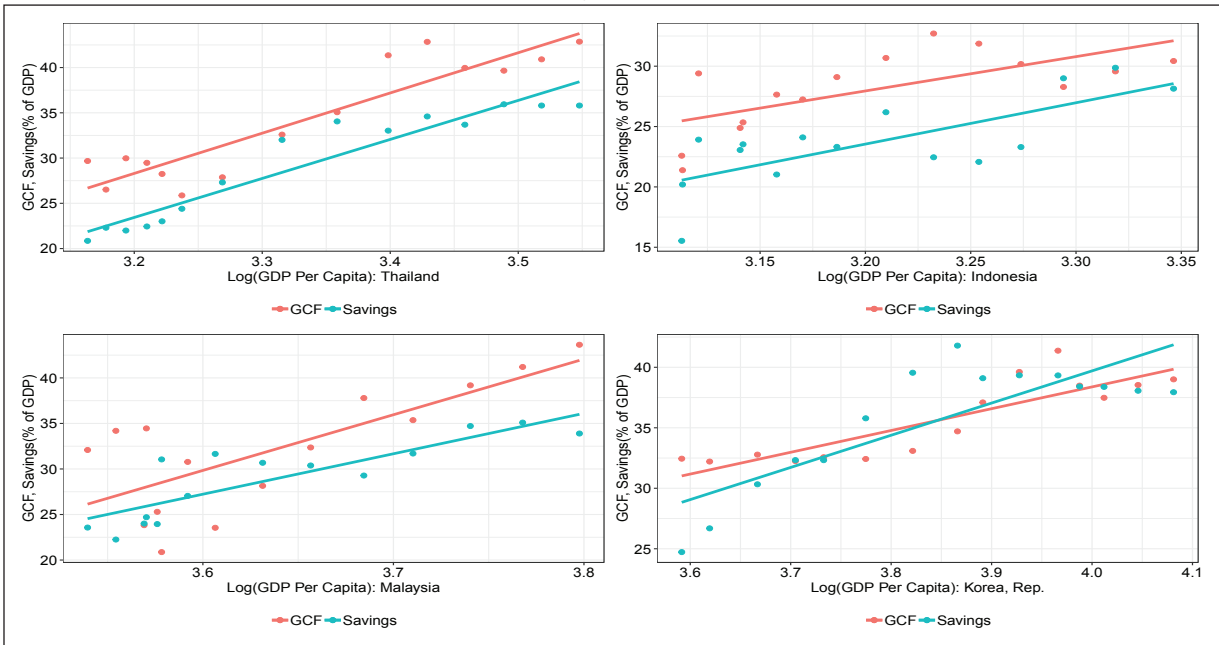 GCF, Savings(% of GDP)
40
35
30
25
20
3.2 3.3 3.4 3.5
Log(GDP Per Capita): Thailand
GCF Savings
GCF, Savings(% of GDP)
30
25
20
15
3.15 3.20 3.25 3.30 3.35
Log(GDP Per Capita): Indonesia
GCF Savings
GCF, Savings(% of GDP)
40
35
30
25
20
3.6 3.7 3.8
Log(GDP Per Capita): Malaysia
GCF Savings
GCF, Savings(% of GDP)
40
35
30
25
3.6 3.7 3.8 3.9 4.0 4.1
Log(GDP Per Capita): Korea, Rep.
GCF Savings